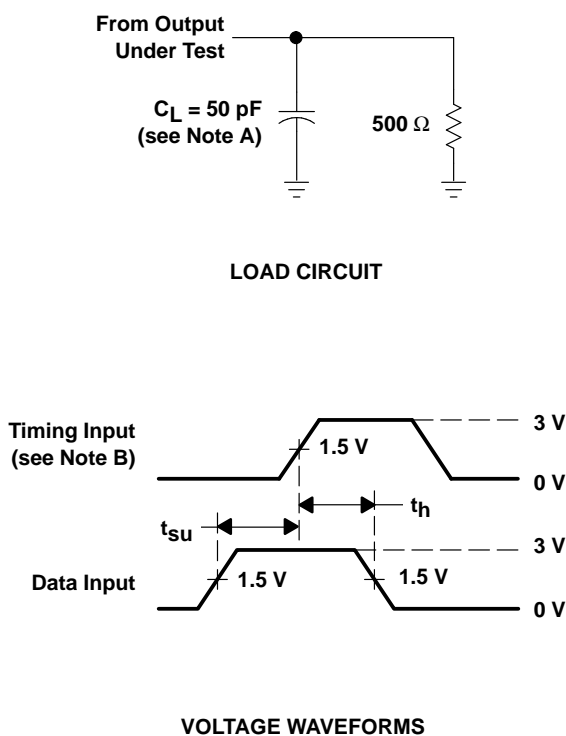 From Output
Under Test
CL = 50 pF
(see Note A)
500 Ω
LOAD CIRCUIT
Timing Input
(see Note B)
1.5 V
3 V
0 V
th
tsu
3 V
Data Input
1.5 V
1.5 V
0 V
VOLTAGE WAVEFORMS